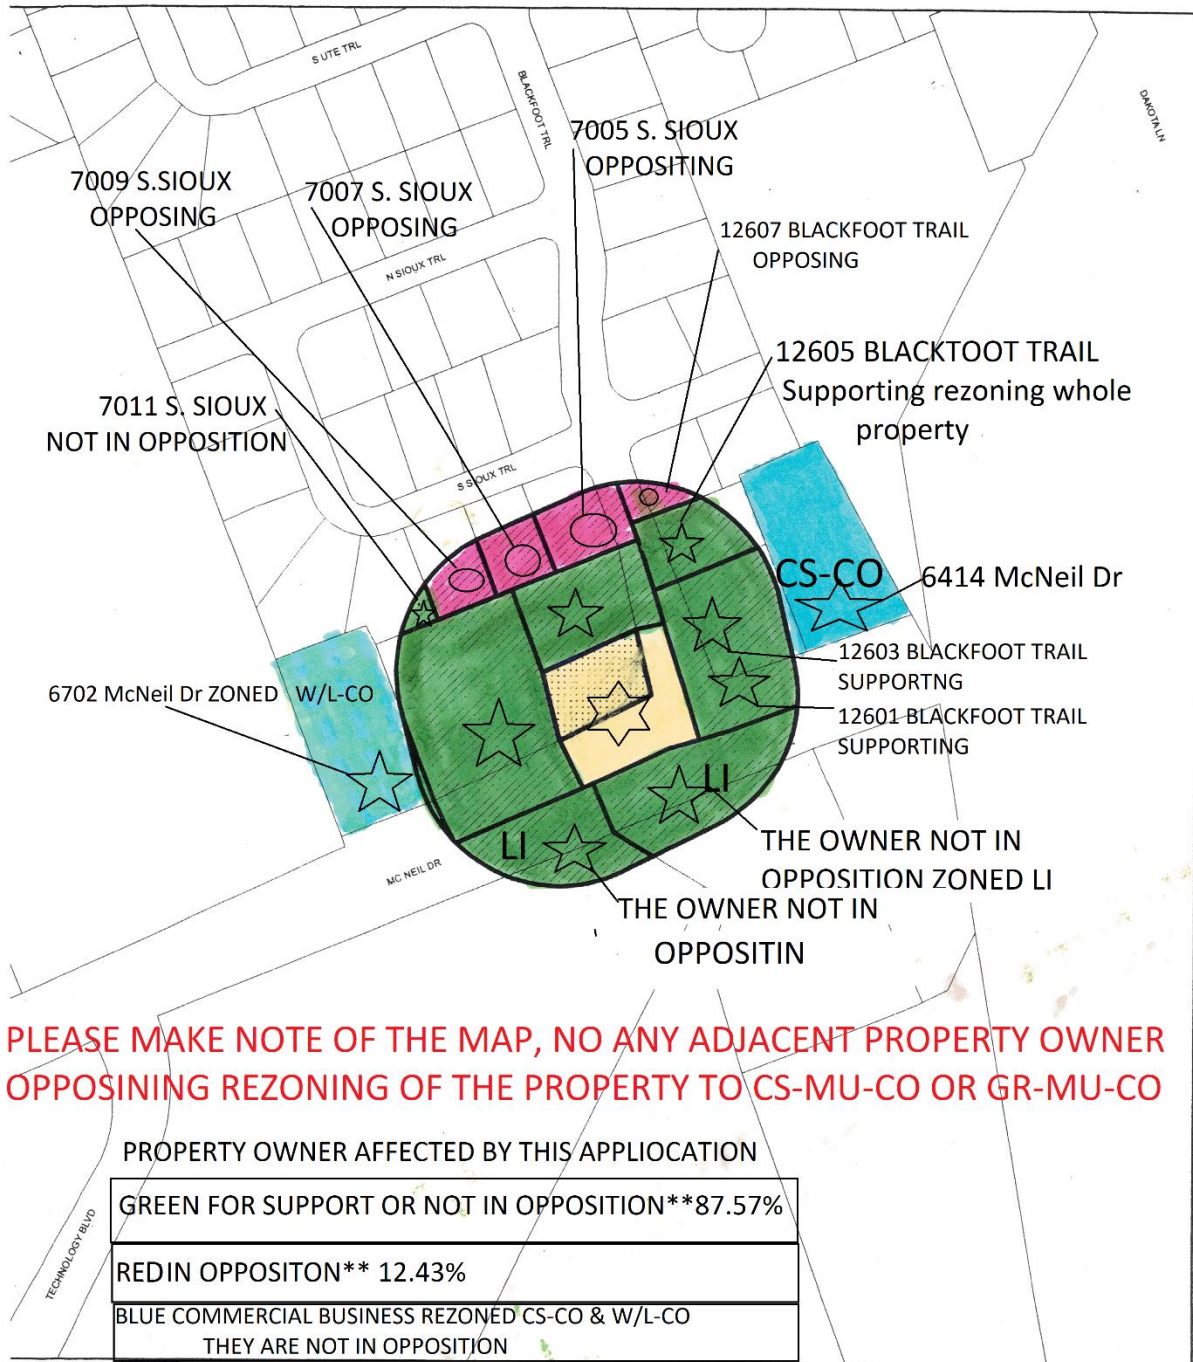 S UTE TRL
BLACKFOOT TRL
DAKOTA LN
7005 S. SIOUX
OPPOSITING
7009 S.SIOUX
OPPOSING
7007 S. SIOUX
OPPOSING
12607 BLACKFOOT TRAIL
OPPOSING
N SIOUX TRL
12605 BLACKTOOT TRAIL
Supporting rezoning whole
property
7011 S. SIOUX
NOT IN OPPOSITION
S SIOUX TRL
CS-CO
6414 McNeil Dr
12603 BLACKFOOT TRAIL
SUPPORTNG
6702 McNeil Dr ZONED W/L-CO
12601 BLACKFOOT TRAIL
SUPPORTING
LI
LI
THE OWNER NOT IN
OPPOSITION ZONED LI
MC NEIL DR
THE OWNER NOT IN
OPPOSITIN
PLEASE MAKE NOTE OF THE MAP, NO ANY ADJACENT PROPERTY OWNER
OPPOSINING REZONING OF THE PROPERTY TO CS-MU-CO OR GR-MU-CO
PROPERTY OWNER AFFECTED BY THIS APPLIOCATION
GREEN FOR SUPPORT OR NOT IN OPPOSITION**87.57%
TECHNOLOGY BLVD
REDIN OPPOSITON** 12.43%
BLUE COMMERCIAL BUSINESS REZONED CS-CO & W/L-CO
THEY ARE NOT IN OPPOSITION